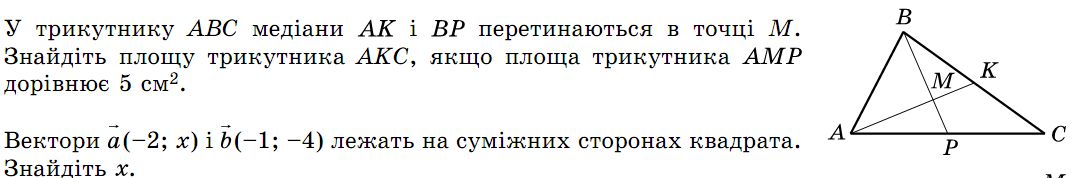 У трикутнику ABC медіани AK і BP перетинаються в точці M.
Знайдіть площу трикутника AKC, якщо площа трикутника AMP
дорівнює 5 см².
Вектори a⃗(−2; x) і b⃗(−1; −4) лежать на суміжних сторонах квадрата.
Знайдіть x.
B
K
M
A
P
C